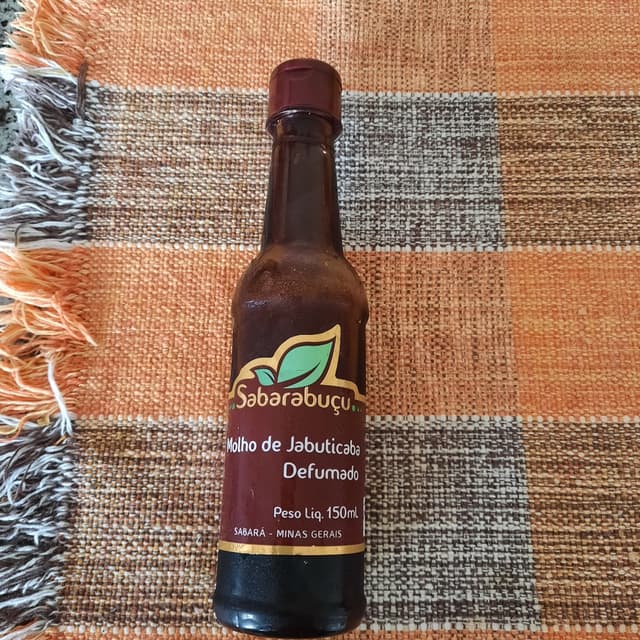 Sabarabuçu
Molho de Jabuticaba
Defumado
Peso Liq. 150ml
SABARÁ - MINAS GERAIS